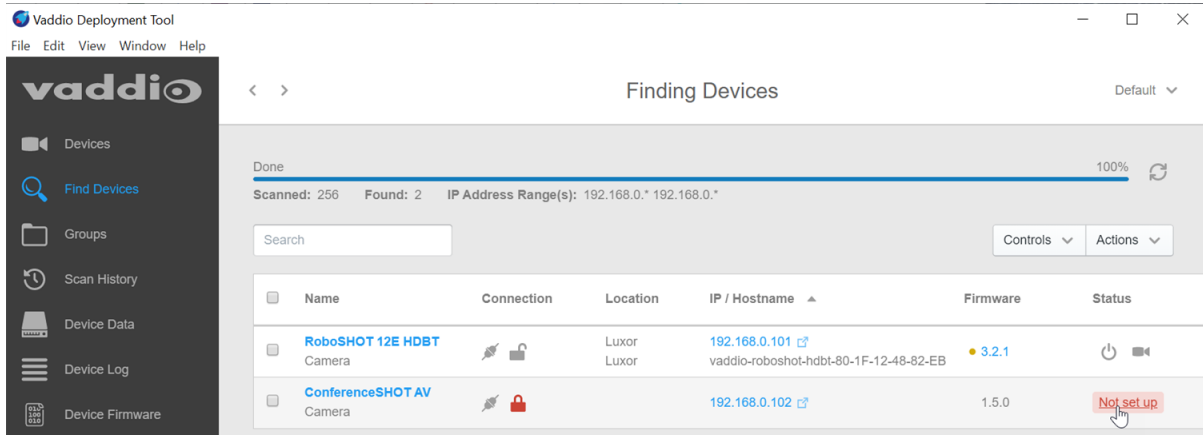 Vaddio Deployment Tool
File Edit View Window Help
vaddio
Finding Devices
Default
Devices
Find Devices
Groups
Scan History
Device Data
Device Log
Device Firmware
Done 100%
Scanned: 256 Found: 2 IP Address Range(s): 192.168.0.* 192.168.0.*
Search
Controls Actions
Name Connection Location IP / Hostname Firmware Status
RoboSHOT 12E HDBT Luxor 192.168.0.101 3.2.1
Camera Luxor vaddio-roboshot-hdbt-80-1F-12-48-82-EB
ConferenceSHOT AV 192.168.0.102 1.5.0 Not set up
Camera